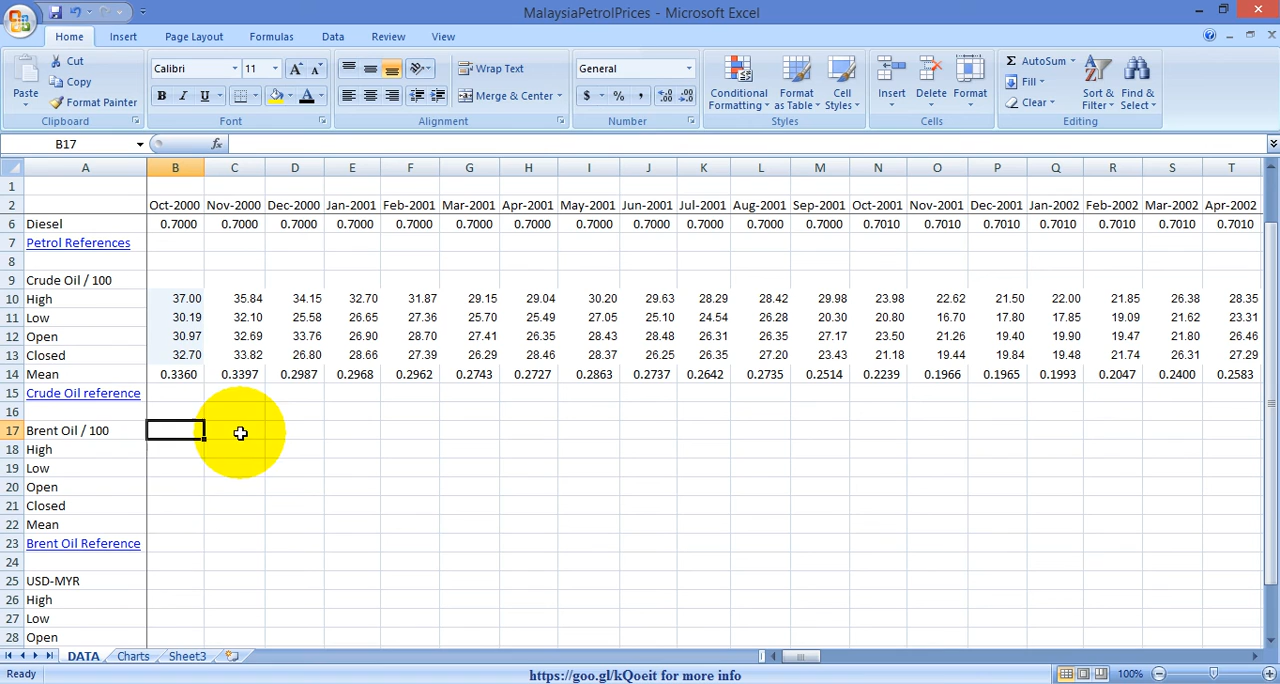 MalaysiaPetrolPrices - Microsoft Excel
Home Insert Page Layout Formulas Data Review View
Paste Cut Copy Format Painter Clipboard
Calibri 11 A A B I U A Font
Wrap Text Merge & Center Alignment
General $ % , .0 .00 .00 .0 Number
Conditional Formatting Format as Table Cell Styles Styles
Insert Delete Format Cells
Σ AutoSum Fill Clear Sort & Filter Find & Select Editing
B17 fx
A B C D E F G H I J K L M N O P Q R S T
1
2 Oct-2000 Nov-2000 Dec-2000 Jan-2001 Feb-2001 Mar-2001 Apr-2001 May-2001 Jun-2001 Jul-2001 Aug-2001 Sep-2001 Oct-2001 Nov-2001 Dec-2001 Jan-2002 Feb-2002 Mar-2002 Apr-2002
6 Diesel 0.7000 0.7000 0.7000 0.7000 0.7000 0.7000 0.7000 0.7000 0.7000 0.7000 0.7000 0.7000 0.7010 0.7010 0.7010 0.7010 0.7010 0.7010 0.7010
7 Petrol References
8
9 Crude Oil / 100
10 High 37.00 35.84 34.15 32.70 31.87 29.15 29.04 30.20 29.63 28.29 28.42 29.98 23.98 22.62 21.50 22.00 21.85 26.38 28.35
11 Low 30.19 32.10 25.58 26.65 27.36 25.70 25.49 27.05 25.10 24.54 26.28 20.30 20.80 16.70 17.80 17.85 19.09 21.62 23.31
12 Open 30.97 32.69 33.76 26.90 28.70 27.41 26.35 28.43 28.48 26.31 26.35 27.17 23.50 21.26 19.40 19.90 19.47 21.80 26.46
13 Closed 32.70 33.82 26.80 28.66 27.39 26.29 28.46 28.37 26.25 26.35 27.20 23.43 21.18 19.44 19.84 19.48 21.74 26.31 27.29
14 Mean 0.3360 0.3397 0.2987 0.2968 0.2962 0.2743 0.2727 0.2863 0.2737 0.2642 0.2735 0.2514 0.2239 0.1966 0.1965 0.1993 0.2047 0.2400 0.2583
15 Crude Oil reference
16
17 Brent Oil / 100
18 High
19 Low
20 Open
21 Closed
22 Mean
23 Brent Oil Reference
24
25 USD-MYR
26 High
27 Low
28 Open
DATA Charts Sheet3
Ready https://goo.gl/kQoeit for more info 100%